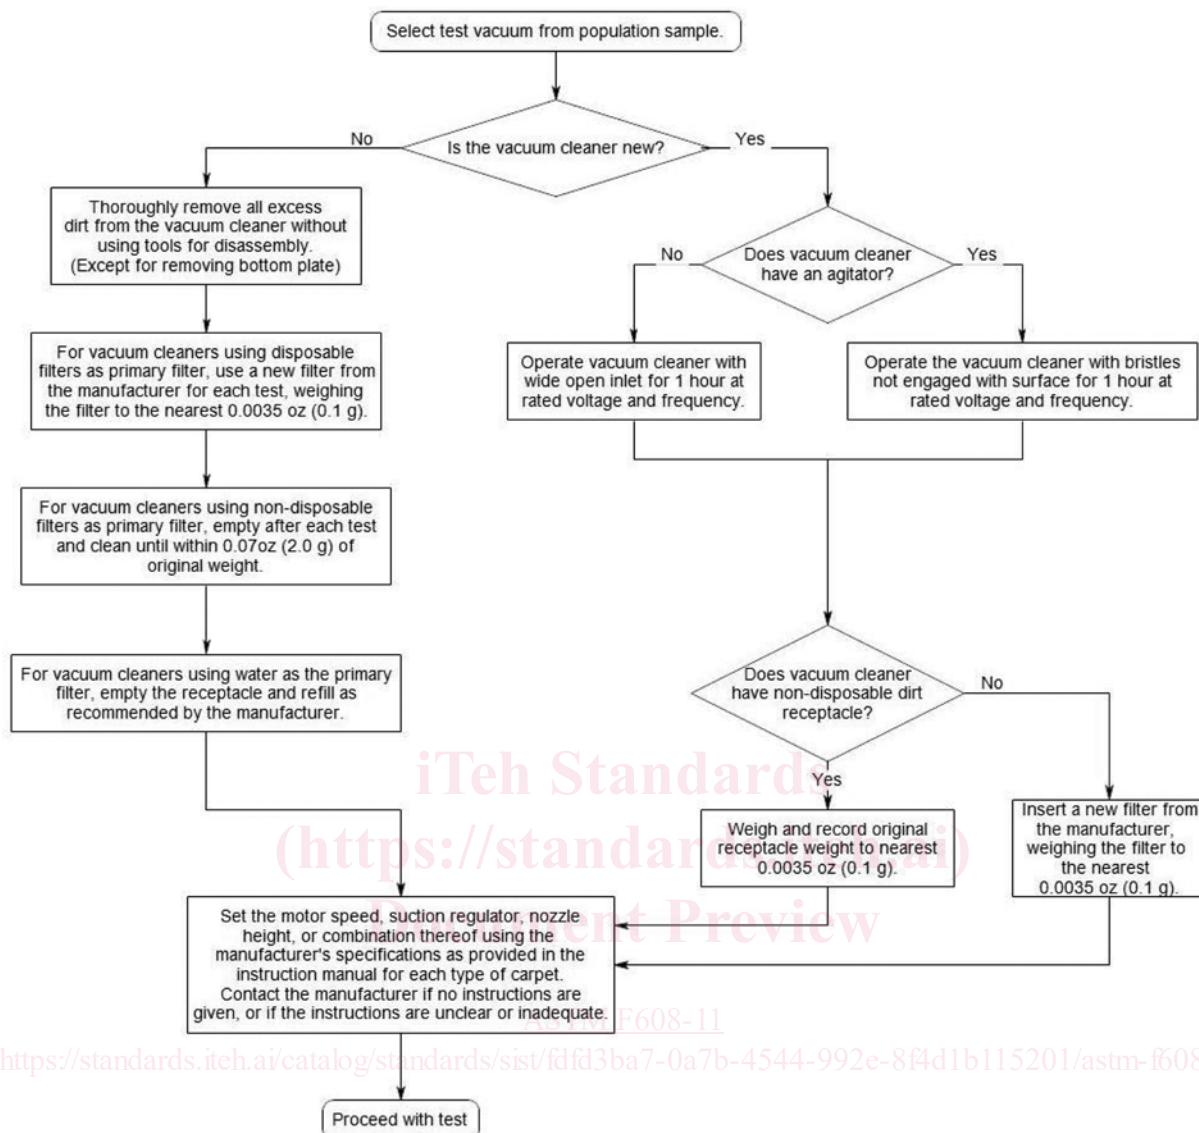 Select test vacuum from population sample.
No
Is the vacuum cleaner new?
Yes
Thoroughly remove all excess
dirt from the vacuum cleaner without
using tools for disassembly.
(Except for removing bottom plate)
No
Does vacuum cleaner
have an agitator?
Yes
For vacuum cleaners using disposable
filters as primary filter, use a new filter from
the manufacturer for each test, weighing
the filter to the nearest 0.0035 oz (0.1 g).
Operate vacuum cleaner with
wide open inlet for 1 hour at
rated voltage and frequency.
Operate the vacuum cleaner with bristles
not engaged with surface for 1 hour at
rated voltage and frequency.
For vacuum cleaners using non-disposable
filters as primary filter, empty after each test
and clean until within 0.07oz (2.0 g) of
original weight.
For vacuum cleaners using water as the primary
filter, empty the receptacle and refill as
recommended by the manufacturer.
Does vacuum cleaner
have non-disposable dirt
receptacle?
No
Yes
Weigh and record original
receptacle weight to nearest
0.0035 oz (0.1 g).
Insert a new filter from
the manufacturer,
weighing the filter to
the nearest
0.0035 oz (0.1 g).
iTeh Standards
(https://standards.iteh.ai)
Document Preview
Set the motor speed, suction regulator, nozzle
height, or combination thereof using the
manufacturer's specifications as provided in the
instruction manual for each type of carpet.
Contact the manufacturer if no instructions are
given, or if the instructions are unclear or inadequate.
ASTM F608-11
https://standards.iteh.ai/catalog/standards/sist/fdfd3ba7-0a7b-4544-992e-8f4d1b115201/astm-f608
Proceed with test